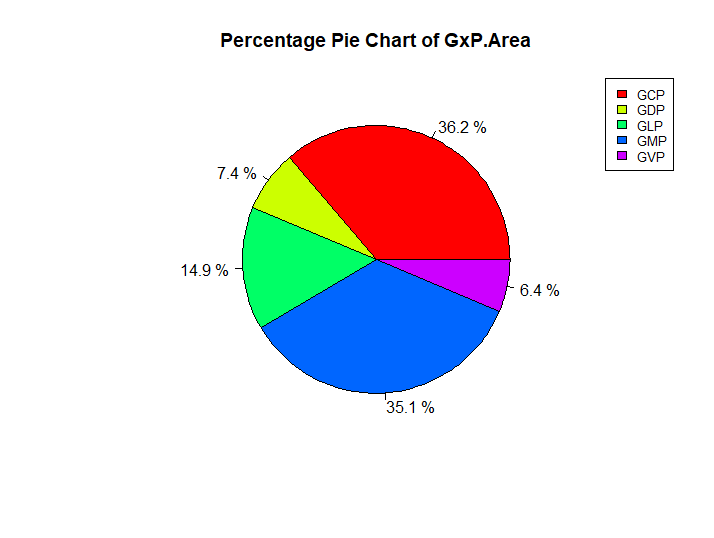 Percentage Pie Chart of GxP.Area
GCP
GDP
GLP
GMP
GVP
36.2 %
7.4 %
14.9 %
6.4 %
35.1 %